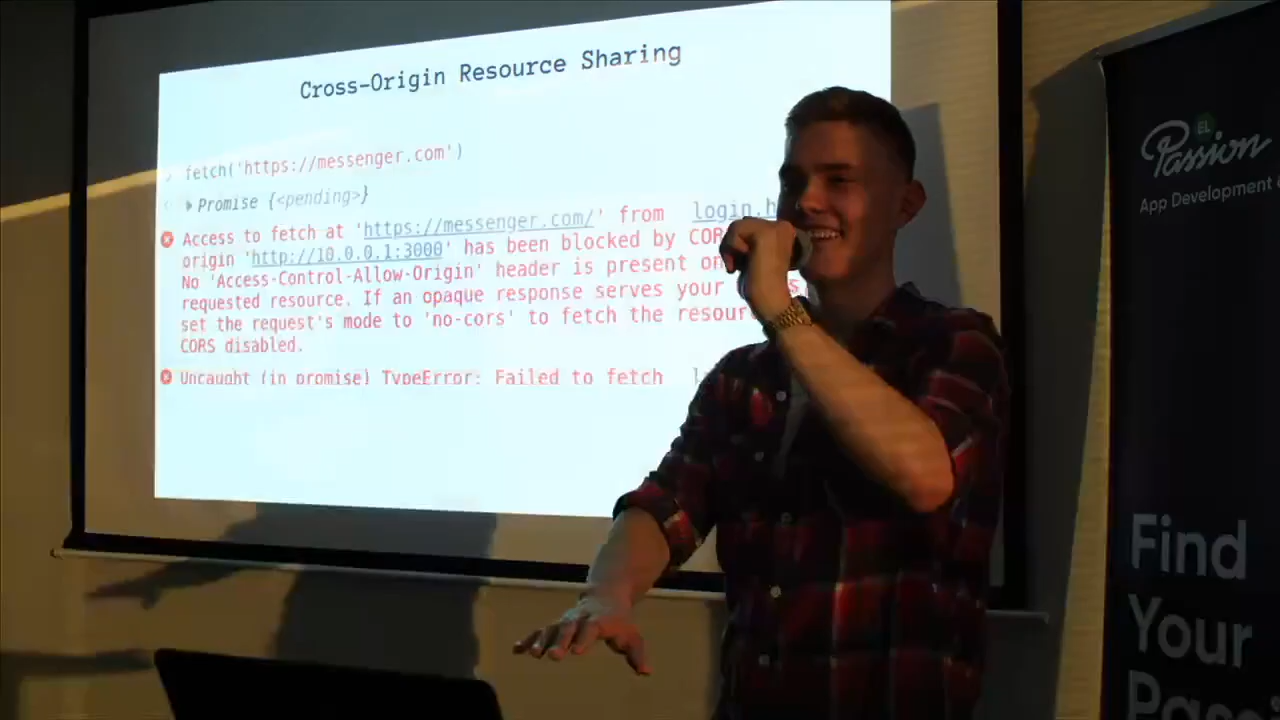 Cross-Origin Resource Sharing
fetch('https://messenger.com')
Promise {<pending>}
Access to fetch at 'https://messenger.com/' from
origin 'http://10.0.0.1:3000' has been blocked by
No 'Access-Control-Allow-Origin' header is present on
requested resource. If an opaque response serves your
set the request's mode to 'no-cors' to fetch the
CORS disabled.
Uncaught (in promise) TypeError: Failed to fetch
EL
Passion
App Development
Find
Your